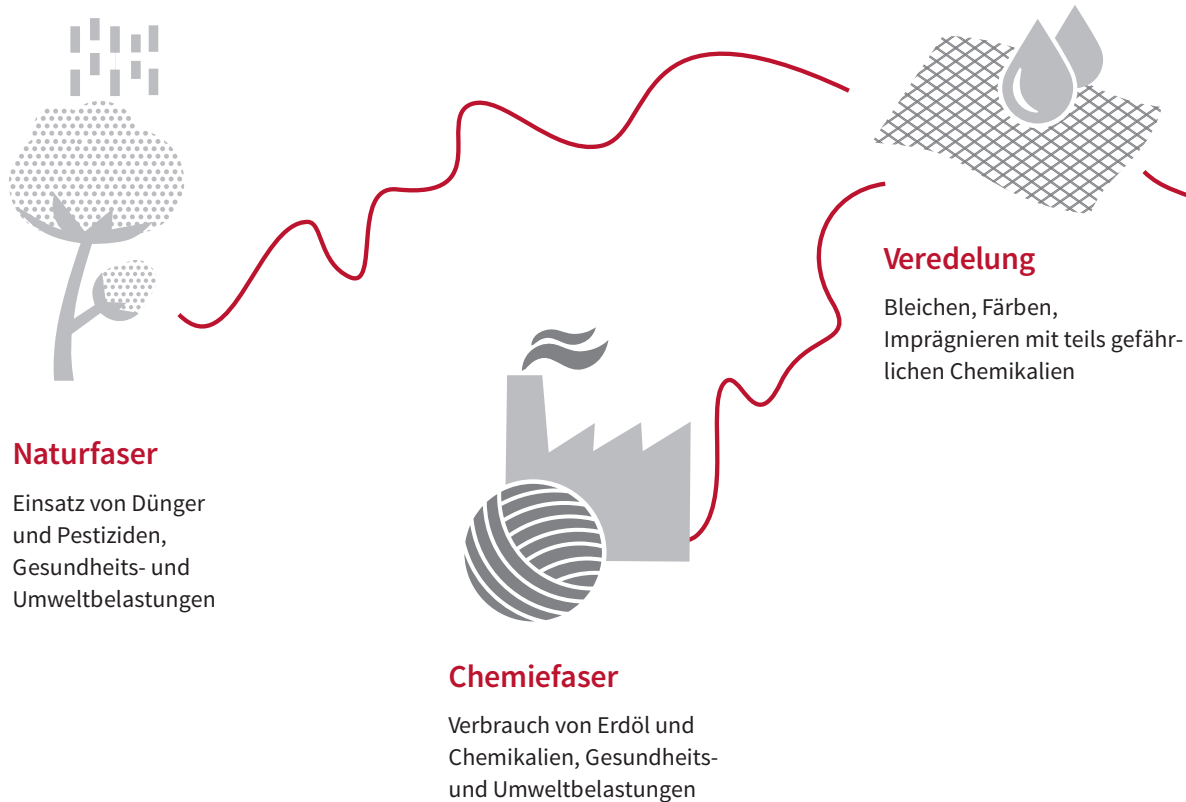 Naturfaser
Einsatz von Dünger
und Pestiziden,
Gesundheits- und
Umweltbelastungen
Chemiefaser
Verbrauch von Erdöl und
Chemikalien, Gesundheits-
und Umweltbelastungen
Veredelung
Bleichen, Färben,
Imprägnieren mit teils gefähr-
lichen Chemikalien